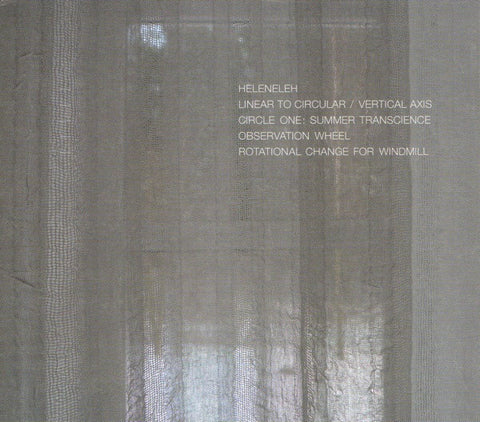 HELENELEH
LINEAR TO CIRCULAR / VERTICAL AXIS
CIRCLE ONE: SUMMER TRANSCIENCE
OBSERVATION WHEEL
ROTATIONAL CHANGE FOR WINDMILL